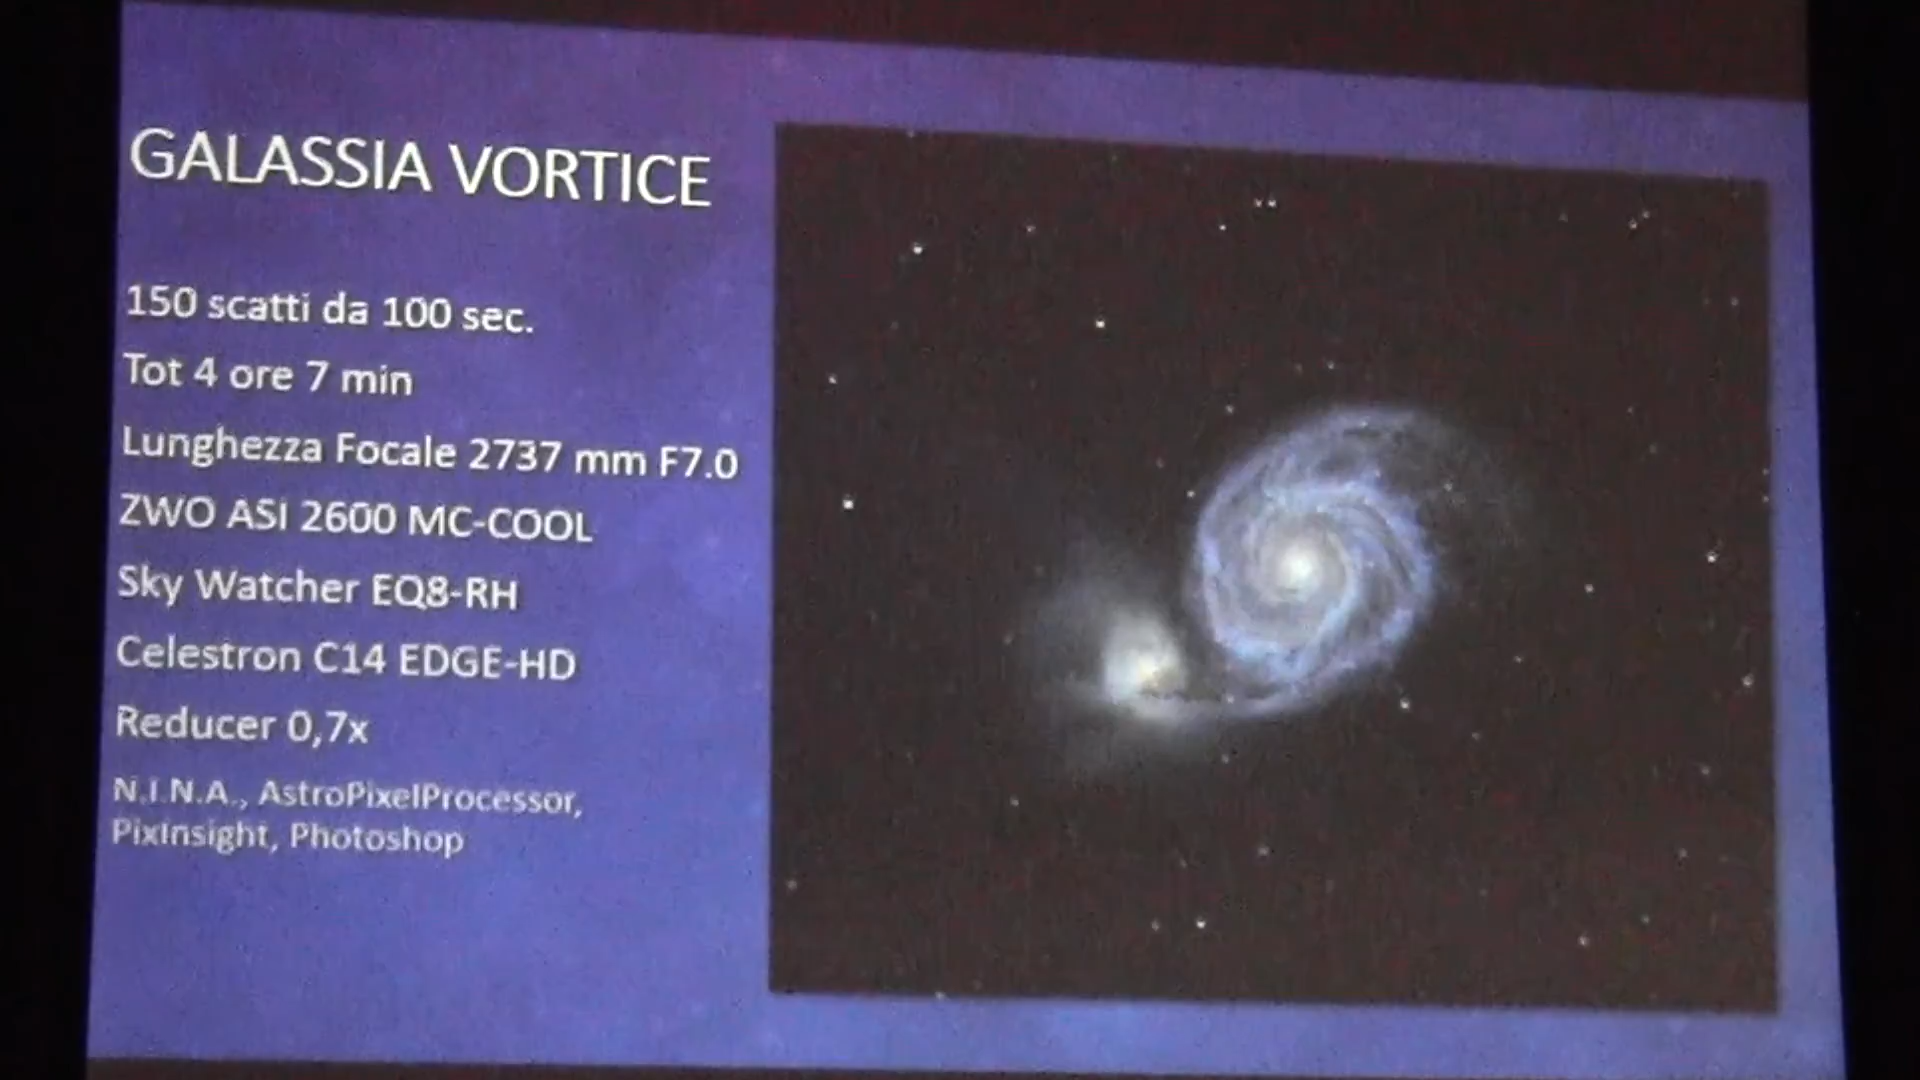 GALASSIA VORTICE
150 scatti da 100 sec.
Tot 4 ore 7 min
Lunghezza Focale 2737 mm F7.0
ZWO ASI 2600 MC-COOL
Sky Watcher EQ8-RH
Celestron C14 EDGE-HD
Reducer 0,7x
N.I.N.A., AstroPixelProcessor,
PixInsight, Photoshop